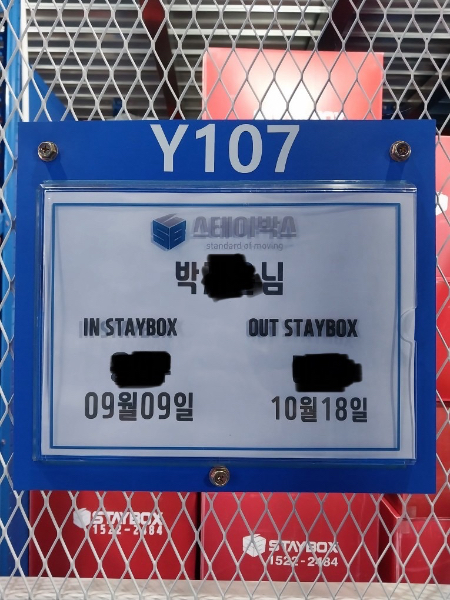 Y107
스테이박스
standard of moving
박 님
IN STAYBOX
OUT STAYBOX
09월09일
10월18일
STAYBOX
1522-2484
STAYBOX
1522-2484